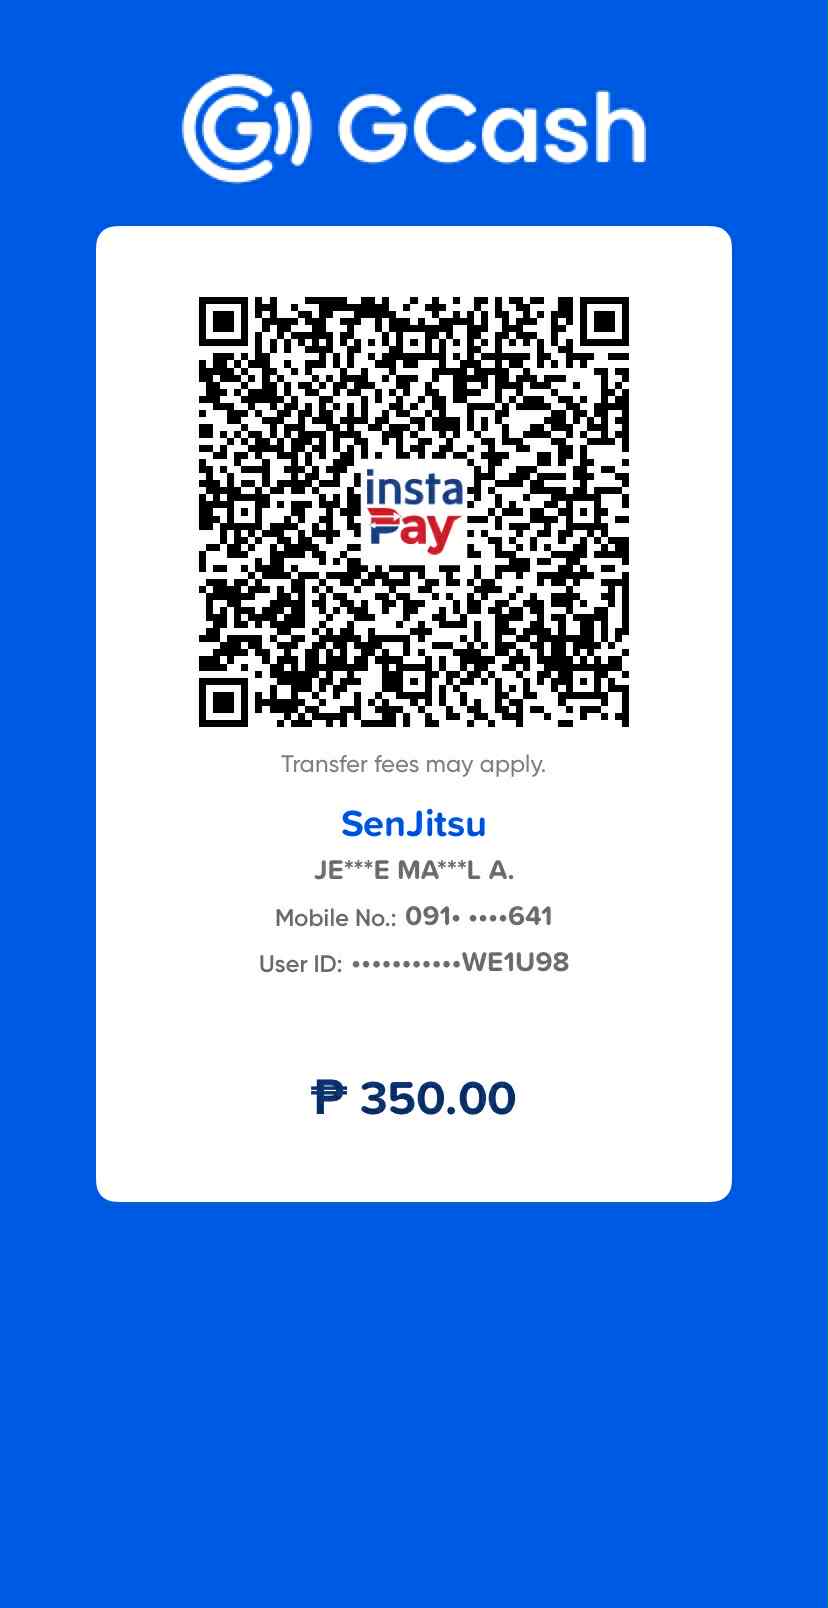 GCash
insta
Pay
Transfer fees may apply.
SenJitsu
JE***E MA***L A.
Mobile No.: 091• ••••641
User ID: •••••••••••WE1U98
₱ 350.00